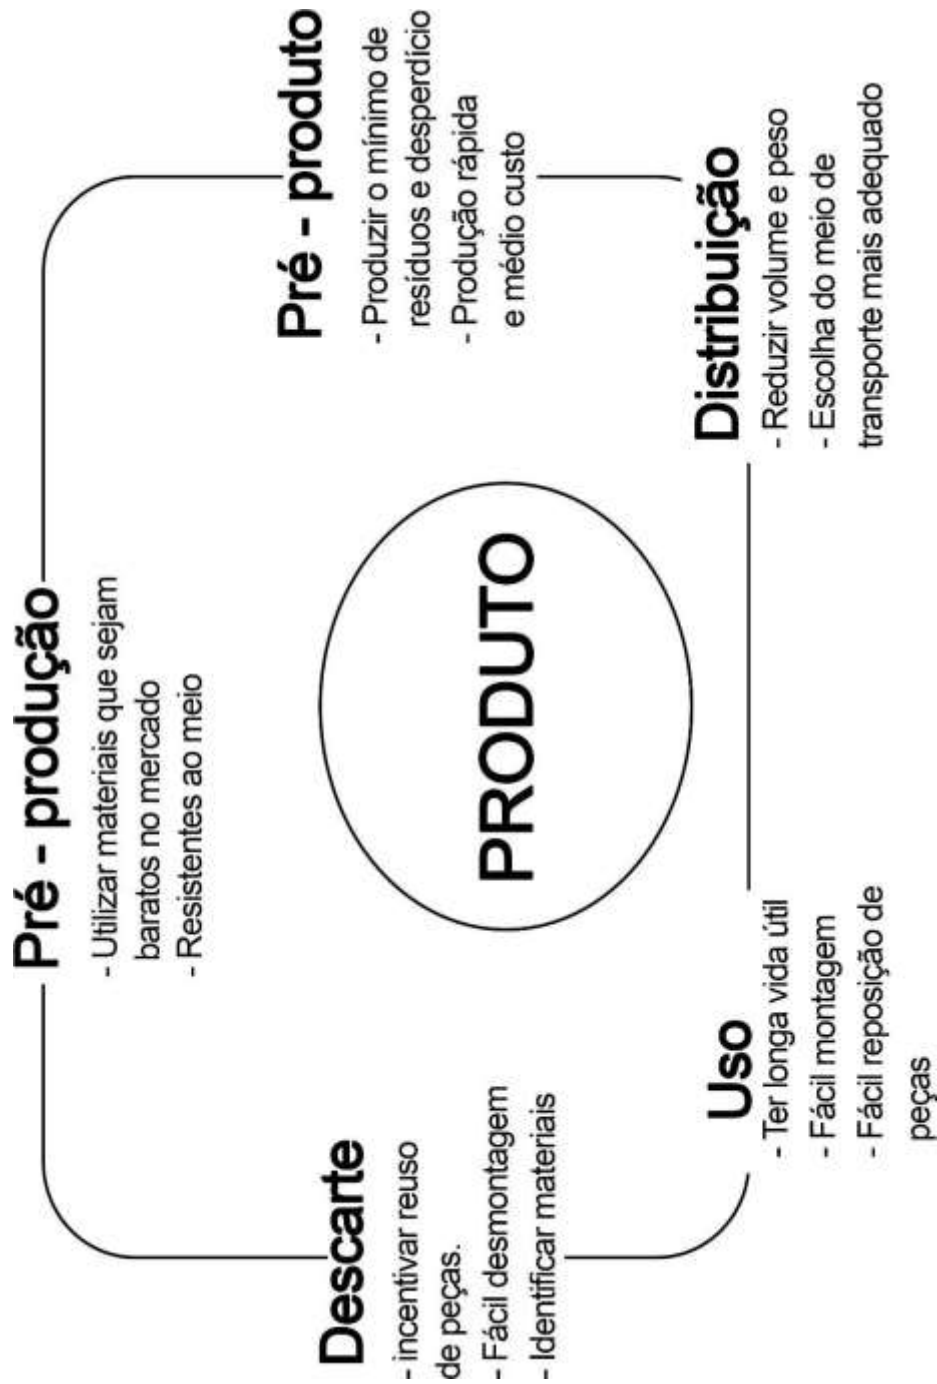 Pré - produção
- Utilizar materiais que sejam
baratos no mercado
- Resistentes ao meio
Pré - produto
- Produzir o mínimo de
resíduos e desperdício
- Produção rápida
e médio custo
Distribuição
- Reduzir volume e peso
- Escolha do meio de
transporte mais adequado
Uso
- Ter longa vida útil
- Fácil montagem
- Fácil reposição de
peças
Descarte
- incentivar reuso
de peças.
- Fácil desmontagem
- Identificar materiais
PRODUTO